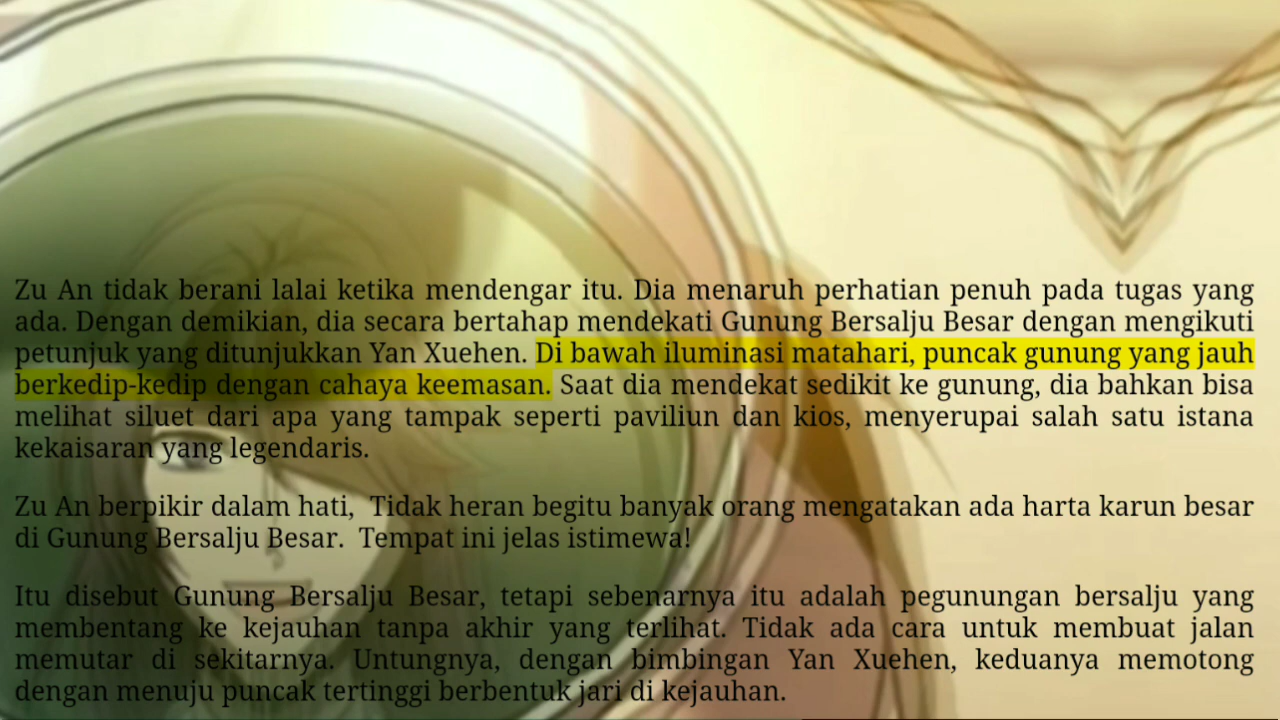 Zu An tidak berani lalai ketika mendengar itu. Dia menaruh perhatian penuh pada tugas yang
ada. Dengan demikian, dia secara bertahap mendekati Gunung Bersalju Besar dengan mengikuti
petunjuk yang ditunjukkan Yan Xuehen. Di bawah iluminasi matahari, puncak gunung yang jauh
berkedip-kedip dengan cahaya keemasan. Saat dia mendekat sedikit ke gunung, dia bahkan bisa
melihat siluet dari apa yang tampak seperti paviliun dan kios, menyerupai salah satu istana
kekaisaran yang legendaris.
Zu An berpikir dalam hati,  Tidak heran begitu banyak orang mengatakan ada harta karun besar
di Gunung Bersalju Besar.  Tempat ini jelas istimewa!
Itu disebut Gunung Bersalju Besar, tetapi sebenarnya itu adalah pegunungan bersalju yang
membentang ke kejauhan tanpa akhir yang terlihat. Tidak ada cara untuk membuat jalan
memutar di sekitarnya. Untungnya, dengan bimbingan Yan Xuehen, keduanya memotong
dengan menuju puncak tertinggi berbentuk jari di kejauhan.